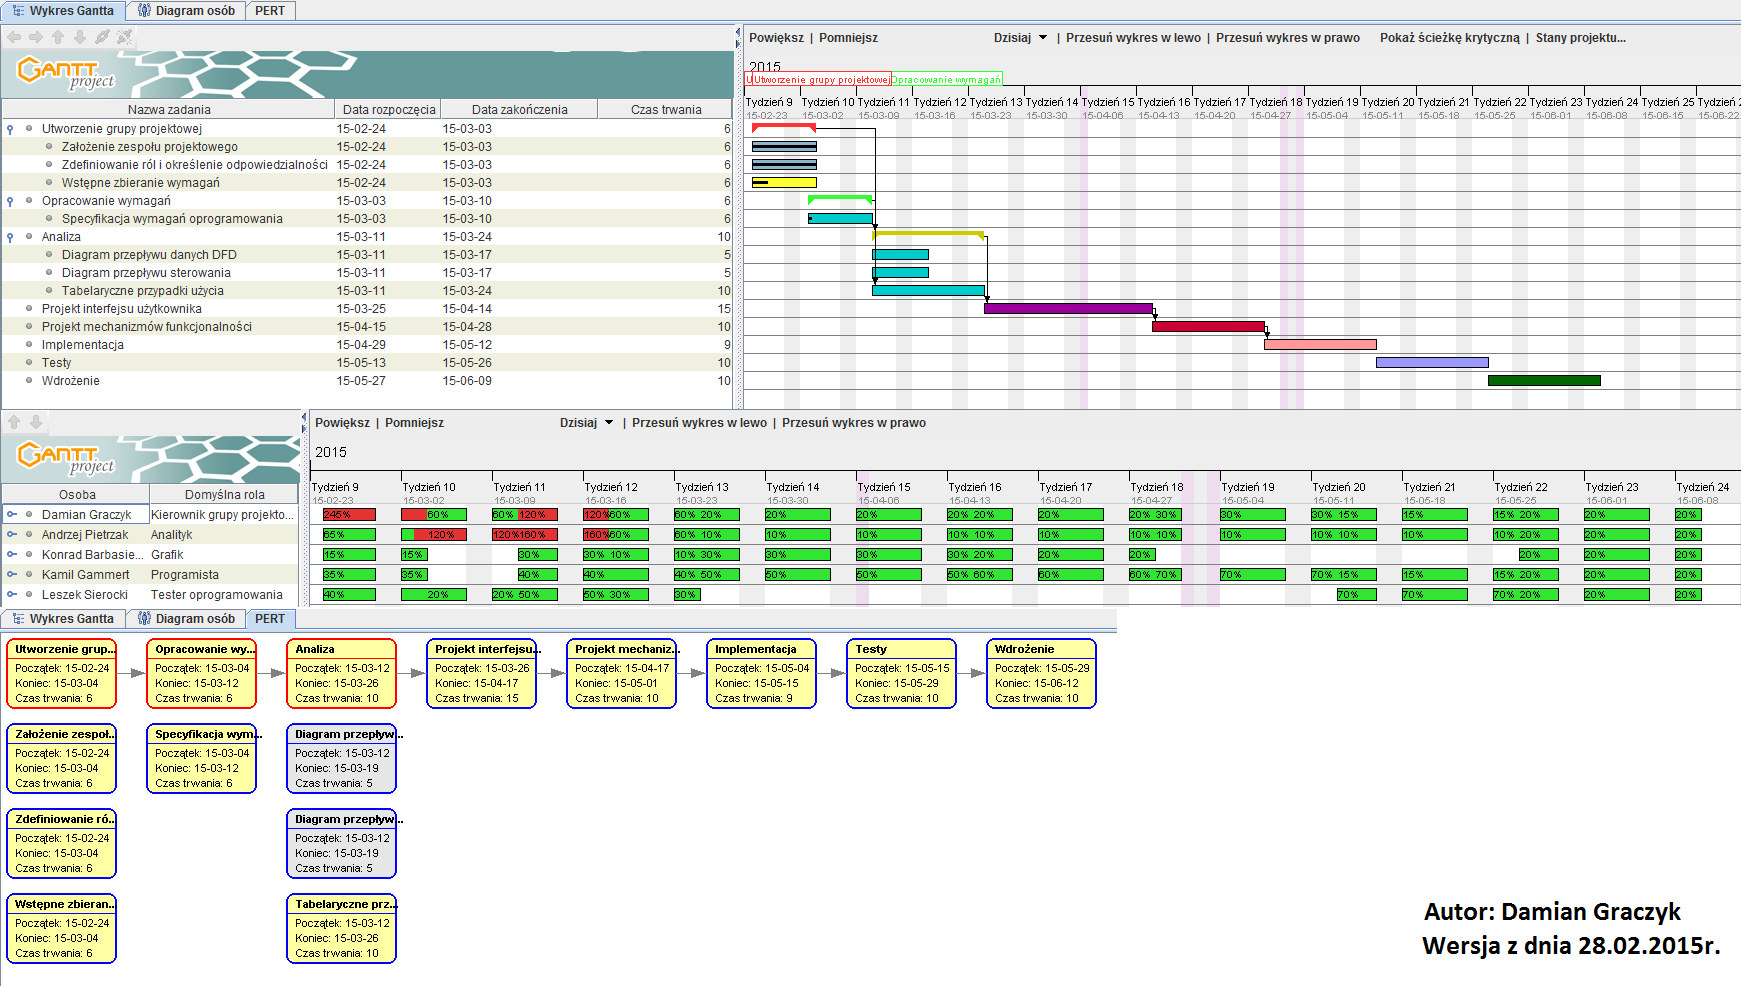 Wykres Gantta Diagram osób PERT
Powiększ | Pomniejsz Dzisiaj | Przesuń wykres w lewo | Przesuń wykres w prawo Pokaż ścieżkę krytyczną | Stany projektu...
GANTT project
2015
Utworzenie grupy projektowej Opracowanie wymagań
Nazwa zadania Data rozpoczęcia Data zakończenia Czas trwania
Tydzień 9 Tydzień 10 Tydzień 11 Tydzień 12 Tydzień 13 Tydzień 14 Tydzień 15 Tydzień 16 Tydzień 17 Tydzień 18 Tydzień 19 Tydzień 20 Tydzień 21 Tydzień 22 Tydzień 23 Tydzień 24 Tydzień 25 Tydzień 2
15-02-23 15-03-02 15-03-09 15-03-16 15-03-23 15-03-30 15-04-06 15-04-13 15-04-20 15-04-27 15-05-04 15-05-11 15-05-18 15-05-25 15-06-01 15-06-08 15-06-15 15-06-22
Utworzenie grupy projektowej 15-02-24 15-03-03 6
Założenie zespołu projektowego 15-02-24 15-03-03 6
Zdefiniowanie ról i określenie odpowiedzialności 15-02-24 15-03-03 6
Wstępne zbieranie wymagań 15-02-24 15-03-03 6
Opracowanie wymagań 15-03-03 15-03-10 6
Specyfikacja wymagań oprogramowania 15-03-03 15-03-10 6
Analiza 15-03-11 15-03-24 10
Diagram przepływu danych DFD 15-03-11 15-03-17 5
Diagram przepływu sterowania 15-03-11 15-03-17 5
Tabelaryczne przypadki użycia 15-03-11 15-03-24 10
Projekt interfejsu użytkownika 15-03-25 15-04-14 15
Projekt mechanizmów funkcjonalności 15-04-15 15-04-28 10
Implementacja 15-04-29 15-05-12 9
Testy 15-05-13 15-05-26 10
Wdrożenie 15-05-27 15-06-09 10
Powiększ | Pomniejsz Dzisiaj | Przesuń wykres w lewo | Przesuń wykres w prawo
GANTT project
2015
Osoba Domyślna rola
Tydzień 9 Tydzień 10 Tydzień 11 Tydzień 12 Tydzień 13 Tydzień 14 Tydzień 15 Tydzień 16 Tydzień 17 Tydzień 18 Tydzień 19 Tydzień 20 Tydzień 21 Tydzień 22 Tydzień 23 Tydzień 24
15-02-23 15-03-02 15-03-09 15-03-16 15-03-23 15-03-30 15-04-06 15-04-13 15-04-20 15-04-27 15-05-04 15-05-11 15-05-18 15-05-25 15-06-01 15-06-08
Damian Graczyk Kierownik grupy projekto... 245% 60% 60% 120% 120% 60% 60% 20% 20% 20% 20% 20% 20% 20% 30% 30% 30% 15% 15% 15% 20% 20% 20%
Andrzej Pietrzak Analityk 65% 120% 120% 160% 160% 60% 60% 10% 10% 10% 10% 10% 10% 10% 10% 10% 10% 10% 10% 10% 20% 20% 20%
Konrad Barbasie... Grafik 15% 15% 30% 30% 10% 10% 30% 30% 30% 30% 20% 20% 20% 20% 20% 20%
Kamil Gammert Programista 35% 35% 40% 40% 40% 50% 50% 50% 50% 60% 60% 60% 70% 70% 70% 15% 15% 15% 20% 20% 20%
Leszek Sierocki Tester oprogramowania 40% 20% 20% 50% 50% 30% 30% 70% 70% 70% 20% 20% 20%
Wykres Gantta Diagram osób PERT
Utworzenie grup...
Początek: 15-02-24
Koniec: 15-03-04
Czas trwania: 6
Opracowanie wy...
Początek: 15-03-04
Koniec: 15-03-12
Czas trwania: 6
Analiza
Początek: 15-03-12
Koniec: 15-03-26
Czas trwania: 10
Projekt interfejsu...
Początek: 15-03-26
Koniec: 15-04-17
Czas trwania: 15
Projekt mechaniz...
Początek: 15-04-17
Koniec: 15-05-01
Czas trwania: 10
Implementacja
Początek: 15-05-04
Koniec: 15-05-15
Czas trwania: 9
Testy
Początek: 15-05-15
Koniec: 15-05-29
Czas trwania: 10
Wdrożenie
Początek: 15-05-29
Koniec: 15-06-12
Czas trwania: 10
Założenie zespoł...
Początek: 15-02-24
Koniec: 15-03-04
Czas trwania: 6
Specyfikacja wym...
Początek: 15-03-04
Koniec: 15-03-12
Czas trwania: 6
Diagram przepływ...
Początek: 15-03-12
Koniec: 15-03-19
Czas trwania: 5
Zdefiniowanie ró...
Początek: 15-02-24
Koniec: 15-03-04
Czas trwania: 6
Diagram przepływ...
Początek: 15-03-12
Koniec: 15-03-19
Czas trwania: 5
Wstępne zbieran...
Początek: 15-02-24
Koniec: 15-03-04
Czas trwania: 6
Tabelaryczne prz...
Początek: 15-03-12
Koniec: 15-03-26
Czas trwania: 10
Autor: Damian Graczyk
Wersja z dnia 28.02.2015r.